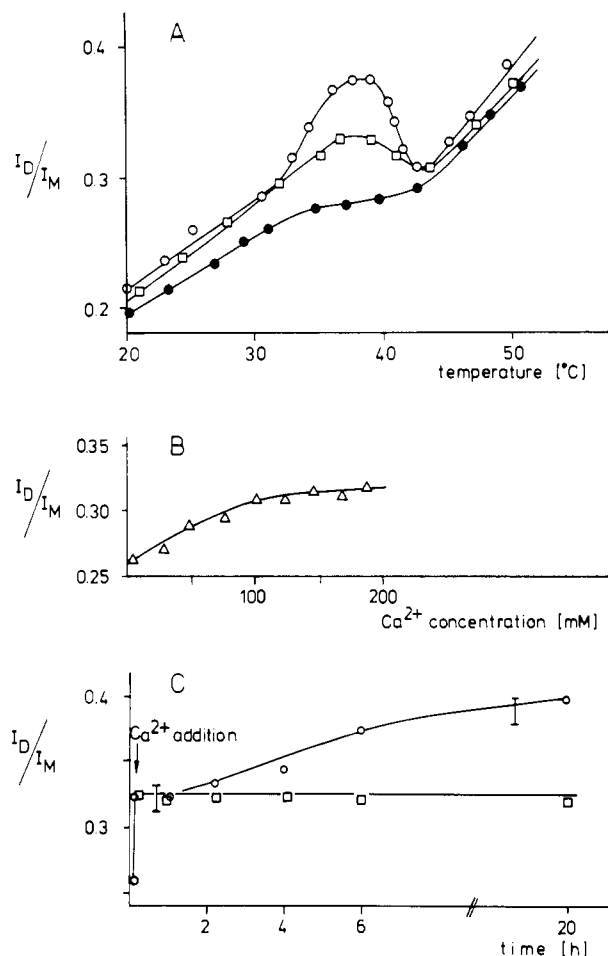 A
0.4
I_D/I_M
0.3
0.2
20 30 40 50
temperature [°C]
B
0.35
I_D/I_M
0.30
0.25
100 200
Ca²⁺ concentration [mM]
C
0.4
I_D/I_M
Ca²⁺ addition
0.3
2 4 6 20
time [h]